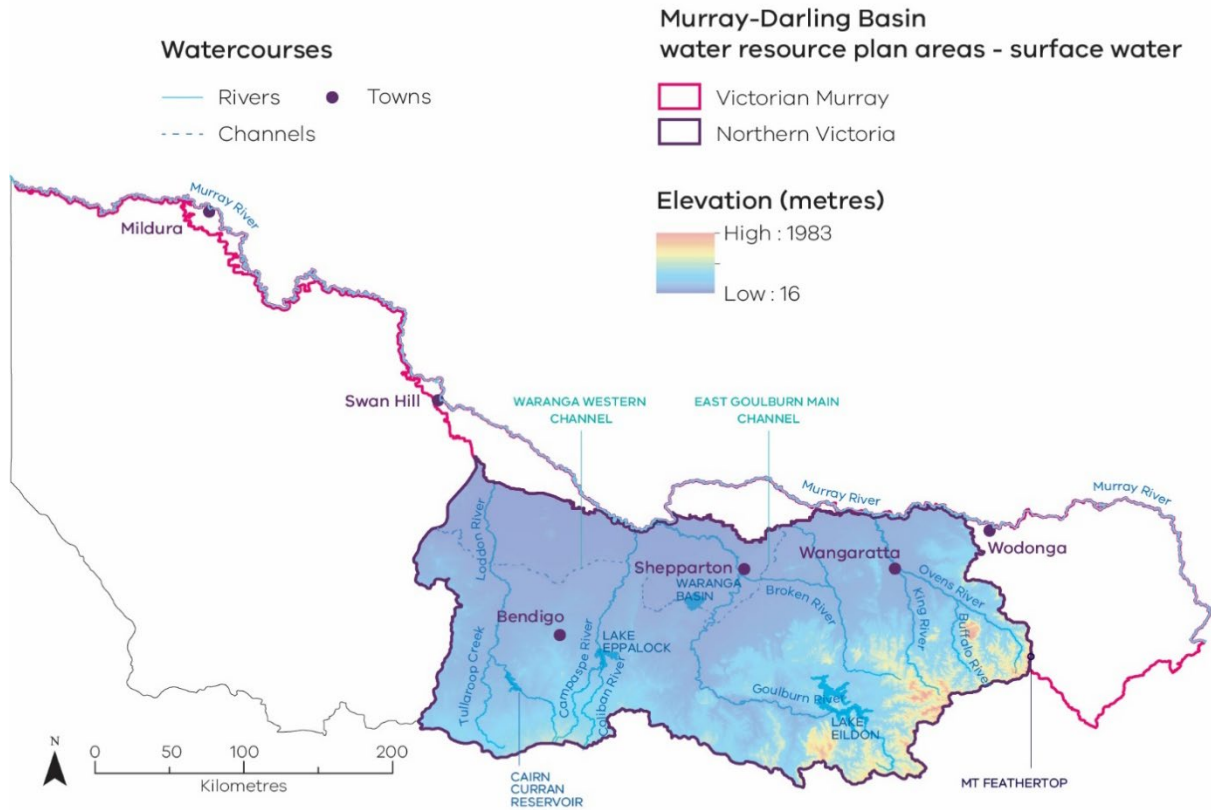 Watercourses
Rivers
Towns
Channels
Murray-Darling Basin
water resource plan areas - surface water
Victorian Murray
Northern Victoria
Elevation (metres)
High : 1983
Low : 16
Murray River
Mildura
Swan Hill
WARANGA WESTERN
CHANNEL
EAST GOULBURN MAIN
CHANNEL
Murray River
Murray River
Wodonga
Loddon River
Shepparton
WARANGA
BASIN
Wangaratta
Broken River
Ovens River
King River
Buffalo River
Bendigo
LAKE
EPPALOCK
Tullaroop Creek
Campaspe River
Coliban River
Goulburn River
LAKE
EILDON
N
0 50 100 200
Kilometres
CAIRN
CURRAN
RESERVOIR
MT FEATHERTOP